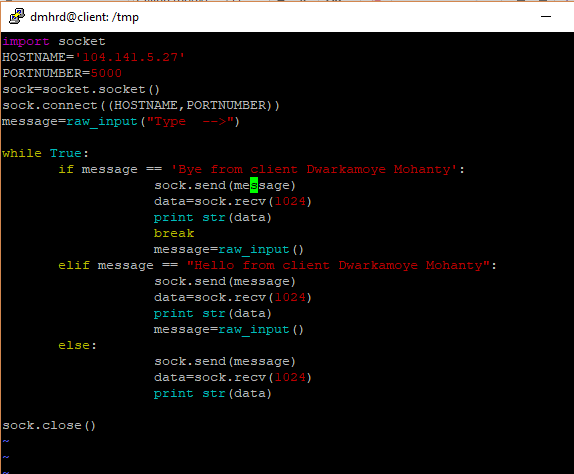 dmhrd@client: /tmp
import socket
HOSTNAME='104.141.5.27'
PORTNUMBER=5000
sock=socket.socket()
sock.connect((HOSTNAME,PORTNUMBER))
message=raw_input("Type  -->")

while True:
       if message == 'Bye from client Dwarkamoye Mohanty':
                   sock.send(message)
                   data=sock.recv(1024)
                   print str(data)
                   break
                   message=raw_input()
       elif message == "Hello from client Dwarkamoye Mohanty":
                   sock.send(message)
                   data=sock.recv(1024)
                   print str(data)
                   message=raw_input()
       else:
                   sock.send(message)
                   data=sock.recv(1024)
                   print str(data)

sock.close()
~
~
~